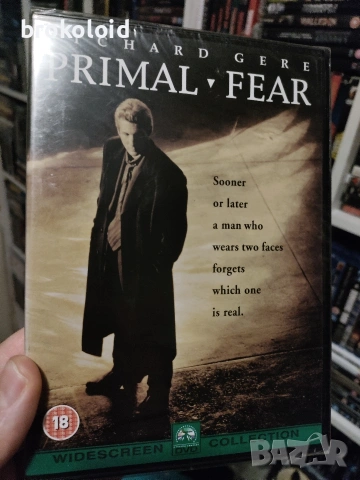 brokoloid
RICHARD GERE
PRIMAL FEAR
Sooner
or later
a man who
wears two faces
forgets
which one
is real.
18
WIDESCREEN DVD COLLECTION
BAZAR